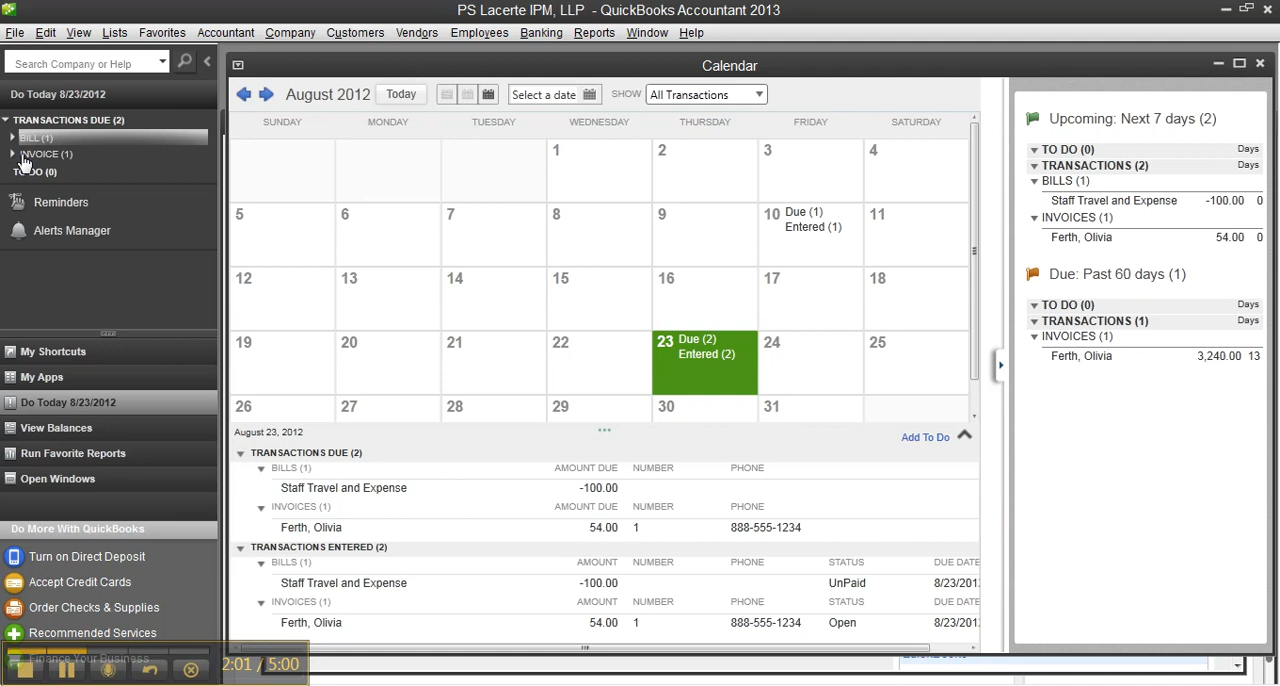 PS Lacerte IPM, LLP - QuickBooks Accountant 2013
File Edit View Lists Favorites Accountant Company Customers Vendors Employees Banking Reports Window Help
Search Company or Help
Do Today 8/23/2012
TRANSACTIONS DUE (2)
BILL (1)
INVOICE (1)
TO DO (0)
Reminders
Alerts Manager
My Shortcuts
My Apps
Do Today 8/23/2012
View Balances
Run Favorite Reports
Open Windows
Do More With QuickBooks
Turn on Direct Deposit
Accept Credit Cards
Order Checks & Supplies
Recommended Services
Finance Your Business
2:01 / 5:00
Calendar
August 2012 Today Select a date SHOW All Transactions
SUNDAY MONDAY TUESDAY WEDNESDAY THURSDAY FRIDAY SATURDAY
1 2 3 4
5 6 7 8 9 10 Due (1) 11
Entered (1)
12 13 14 15 16 17 18
19 20 21 22 23 Due (2) 24 25
Entered (2)
26 27 28 29 30 31
August 23, 2012 Add To Do
TRANSACTIONS DUE (2)
BILLS (1) AMOUNT DUE NUMBER PHONE
Staff Travel and Expense -100.00
INVOICES (1) AMOUNT DUE NUMBER PHONE
Ferth, Olivia 54.00 1 888-555-1234
TRANSACTIONS ENTERED (2)
BILLS (1) AMOUNT NUMBER PHONE STATUS DUE DATE
Staff Travel and Expense -100.00 UnPaid 8/23/201
INVOICES (1) AMOUNT NUMBER PHONE STATUS DUE DATE
Ferth, Olivia 54.00 1 888-555-1234 Open 8/23/201
Upcoming: Next 7 days (2)
TO DO (0) Days
TRANSACTIONS (2) Days
BILLS (1)
Staff Travel and Expense -100.00 0
INVOICES (1)
Ferth, Olivia 54.00 0
Due: Past 60 days (1)
TO DO (0) Days
TRANSACTIONS (1) Days
INVOICES (1)
Ferth, Olivia 3,240.00 13